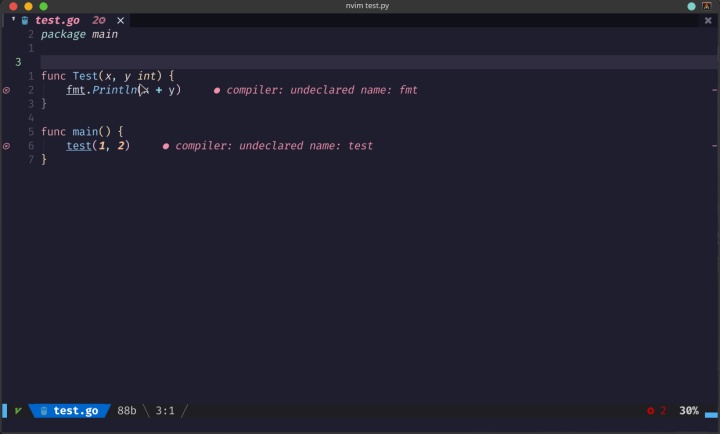 nvim test.py
test.go 2
2 package main
1
3
1 func Test(x, y int) {
2 fmt.Println(x + y) ● compiler: undeclared name: fmt
3 }
4
5 func main() {
6 test(1, 2) ● compiler: undeclared name: test
7 }
test.go 88b 3:1 2 30%